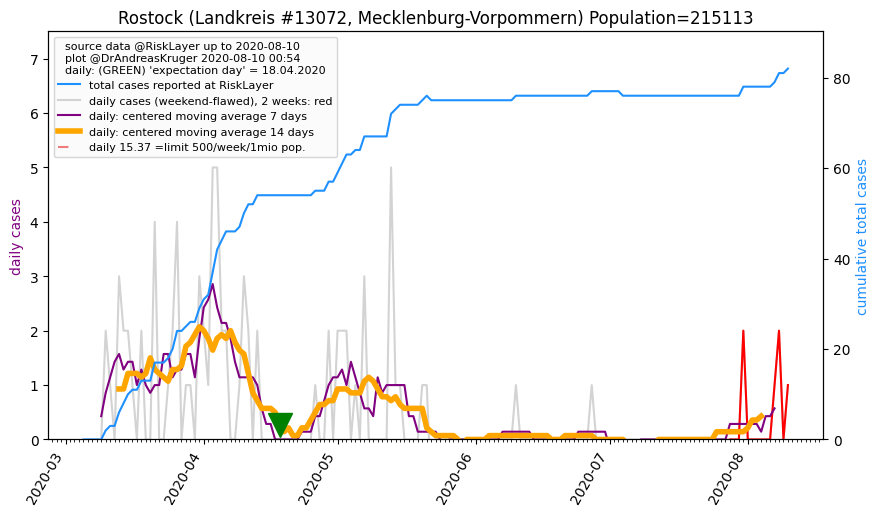 Rostock (Landkreis #13072, Mecklenburg-Vorpommern) Population=215113
source data @RiskLayer up to 2020-08-10
plot @DrAndreasKruger 2020-08-10 00:54
daily: (GREEN) 'expectation day' = 18.04.2020
total cases reported at RiskLayer
daily cases (weekend-flawed), 2 weeks: red
daily: centered moving average 7 days
daily: centered moving average 14 days
daily 15.37 =limit 500/week/1mio pop.
daily cases
7
6
5
4
3
2
1
0
cumulative total cases
80
60
40
20
0
2020-03
2020-04
2020-05
2020-06
2020-07
2020-08